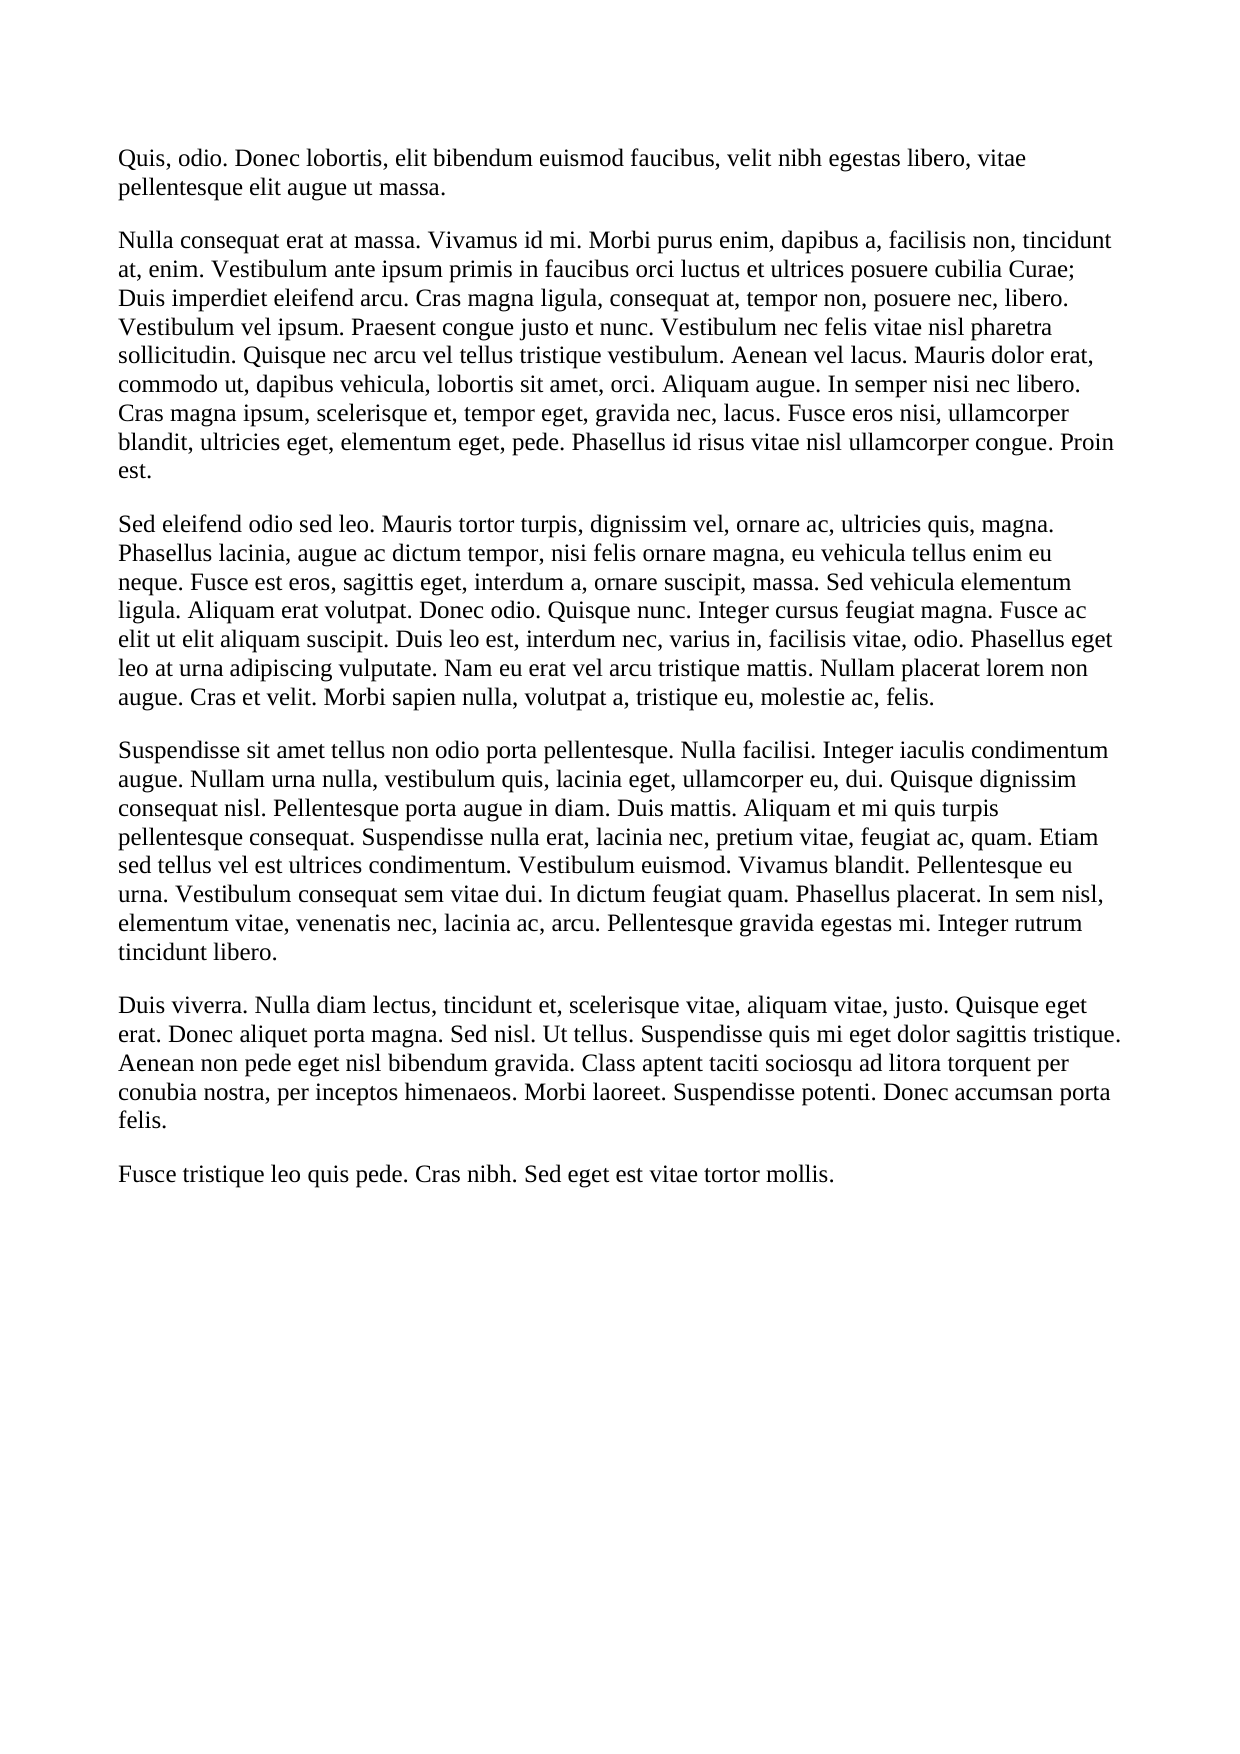 Quis, odio. Donec lobortis, elit bibendum euismod faucibus, velit nibh egestas libero, vitae
pellentesque elit augue ut massa.
Nulla consequat erat at massa. Vivamus id mi. Morbi purus enim, dapibus a, facilisis non, tincidunt
at, enim. Vestibulum ante ipsum primis in faucibus orci luctus et ultrices posuere cubilia Curae;
Duis imperdiet eleifend arcu. Cras magna ligula, consequat at, tempor non, posuere nec, libero.
Vestibulum vel ipsum. Praesent congue justo et nunc. Vestibulum nec felis vitae nisl pharetra
sollicitudin. Quisque nec arcu vel tellus tristique vestibulum. Aenean vel lacus. Mauris dolor erat,
commodo ut, dapibus vehicula, lobortis sit amet, orci. Aliquam augue. In semper nisi nec libero.
Cras magna ipsum, scelerisque et, tempor eget, gravida nec, lacus. Fusce eros nisi, ullamcorper
blandit, ultricies eget, elementum eget, pede. Phasellus id risus vitae nisl ullamcorper congue. Proin
est.
Sed eleifend odio sed leo. Mauris tortor turpis, dignissim vel, ornare ac, ultricies quis, magna.
Phasellus lacinia, augue ac dictum tempor, nisi felis ornare magna, eu vehicula tellus enim eu
neque. Fusce est eros, sagittis eget, interdum a, ornare suscipit, massa. Sed vehicula elementum
ligula. Aliquam erat volutpat. Donec odio. Quisque nunc. Integer cursus feugiat magna. Fusce ac
elit ut elit aliquam suscipit. Duis leo est, interdum nec, varius in, facilisis vitae, odio. Phasellus eget
leo at urna adipiscing vulputate. Nam eu erat vel arcu tristique mattis. Nullam placerat lorem non
augue. Cras et velit. Morbi sapien nulla, volutpat a, tristique eu, molestie ac, felis.
Suspendisse sit amet tellus non odio porta pellentesque. Nulla facilisi. Integer iaculis condimentum
augue. Nullam urna nulla, vestibulum quis, lacinia eget, ullamcorper eu, dui. Quisque dignissim
consequat nisl. Pellentesque porta augue in diam. Duis mattis. Aliquam et mi quis turpis
pellentesque consequat. Suspendisse nulla erat, lacinia nec, pretium vitae, feugiat ac, quam. Etiam
sed tellus vel est ultrices condimentum. Vestibulum euismod. Vivamus blandit. Pellentesque eu
urna. Vestibulum consequat sem vitae dui. In dictum feugiat quam. Phasellus placerat. In sem nisl,
elementum vitae, venenatis nec, lacinia ac, arcu. Pellentesque gravida egestas mi. Integer rutrum
tincidunt libero.
Duis viverra. Nulla diam lectus, tincidunt et, scelerisque vitae, aliquam vitae, justo. Quisque eget
erat. Donec aliquet porta magna. Sed nisl. Ut tellus. Suspendisse quis mi eget dolor sagittis tristique.
Aenean non pede eget nisl bibendum gravida. Class aptent taciti sociosqu ad litora torquent per
conubia nostra, per inceptos himenaeos. Morbi laoreet. Suspendisse potenti. Donec accumsan porta
felis.
Fusce tristique leo quis pede. Cras nibh. Sed eget est vitae tortor mollis.